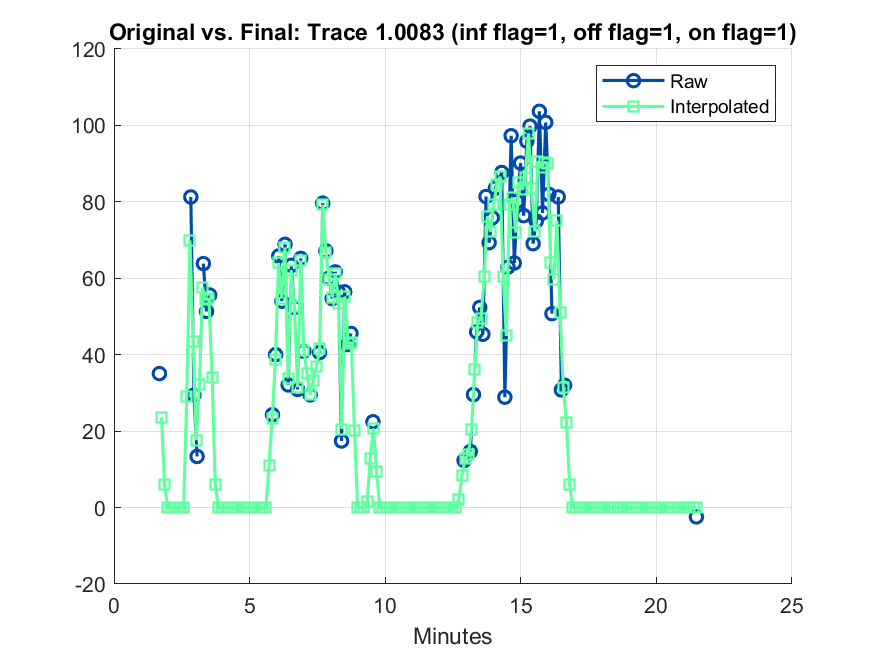 Original vs. Final: Trace 1.0083 (inf flag=1, off flag=1, on flag=1)
120
100
80
60
40
20
0
-20
Raw
Interpolated
0 5 10 15 20 25
Minutes